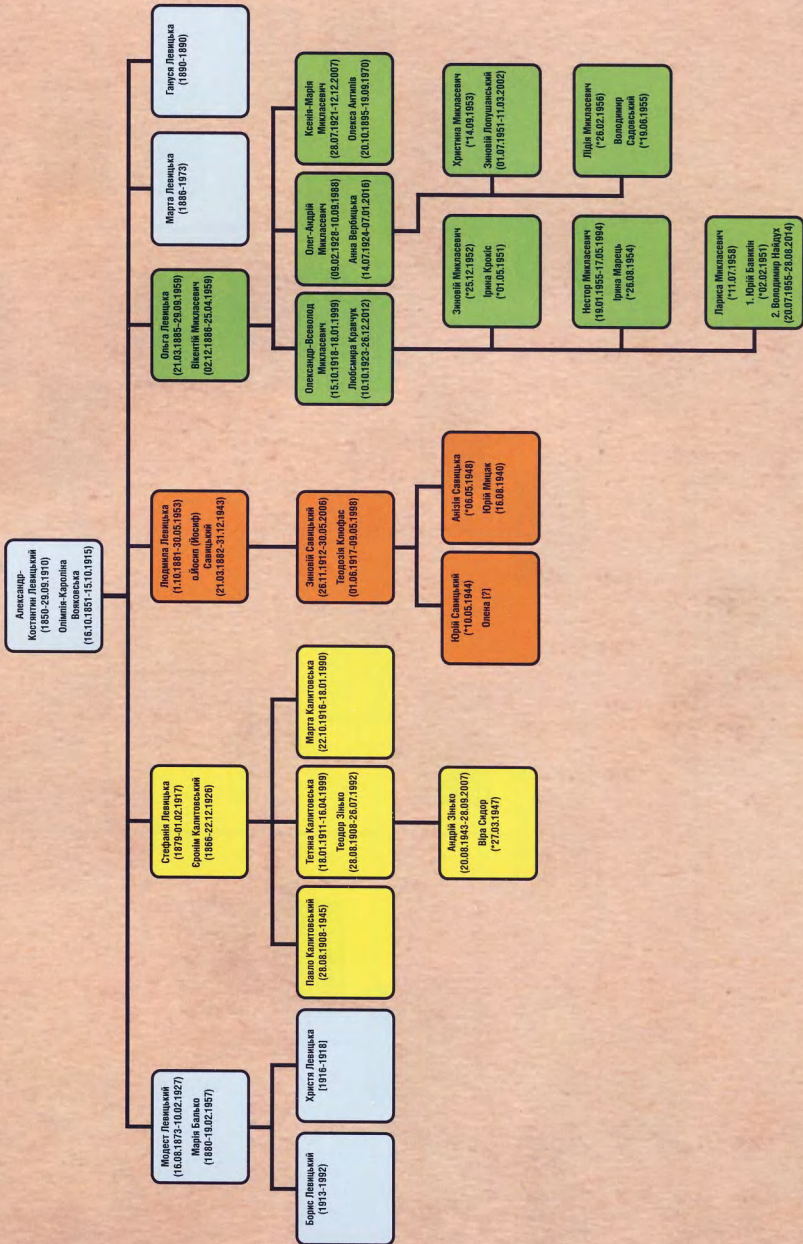 Александр-
Костянтин Левицький
(1850-29.09.1910)
Олімпія-Кароліна
Вояковська
(16.10.1851-15.10.1915)
Модест Левицький
(16.08.1873-10.02.1927)
Марія Балько
(1880-19.02.1957)
Стефанія Левицька
(1879-01.02.1917)
Єронім Калитовський
(1866-22.12.1926)
Людмила Левицька
(1.10.1881-30.05.1953)
о.Йосип (Йосиф)
Савицький
(21.03.1882-31.12.1943)
Ольга Левицька
(21.03.1885-29.09.1959)
Вікентій Микласевич
(02.12.1886-25.04.1959)
Марта Левицька
(1886-1973)
Гануся Левицька
(1890-1890)
Борис Левицький
(1913-1992)
Христя Левицька
[1916-1918]
Павло Калитовський
(28.08.1908-1945)
Тетяна Калитовська
(18.01.1911-16.04.1999)
Теодор Зінько
(28.08.1908-26.07.1992)
Марта Калитовська
(22.10.1916-18.01.1990)
Зиновій Савицький
(26.11.1912-30.05.2006)
Теодозія Клюфас
(01.06.1917-09.05.1998)
Олександр-Всеволод
Микласевич
(15.10.1918-18.01.1999)
Любомира Кравчук
(10.10.1923-26.12.2012)
Олег-Андрій
Микласевич
(09.02.1928-10.09.1988)
Анна Вербицька
(14.07.1924-07.01.2016)
Ксенія-Марія
Микласевич
(28.07.1921-12.12.2007)
Олекса Антипів
(20.10.1895-19.09.1970)
Андрій Зінько
(20.08.1943-28.09.2007)
Віра Сидор
(*27.03.1947)
Юрій Савицький
(*10.05.1944)
Олена [?]
Анізія Савицька
(*06.05.1948)
Юрій Мицак
(16.08.1940)
Зиновій Микласевич
(*25.12.1952)
Ірина Крокіс
(*01.05.1951)
Христина Микласевич
(*14.09.1953)
Зиновій Лопушанський
(01.07.1951-11.03.2002)
Нестор Микласевич
(19.01.1955-17.05.1994)
Ірина Марець
(*26.08.1954)
Лідія Микласевич
(*26.02.1956)
Володимир
Садовський
(*19.06.1955)
Лариса Микласевич
(*11.07.1958)
1. Юрій Бавикін
(*02.02.1951)
2. Володимир Найдух
(20.07.1955-28.08.2014)